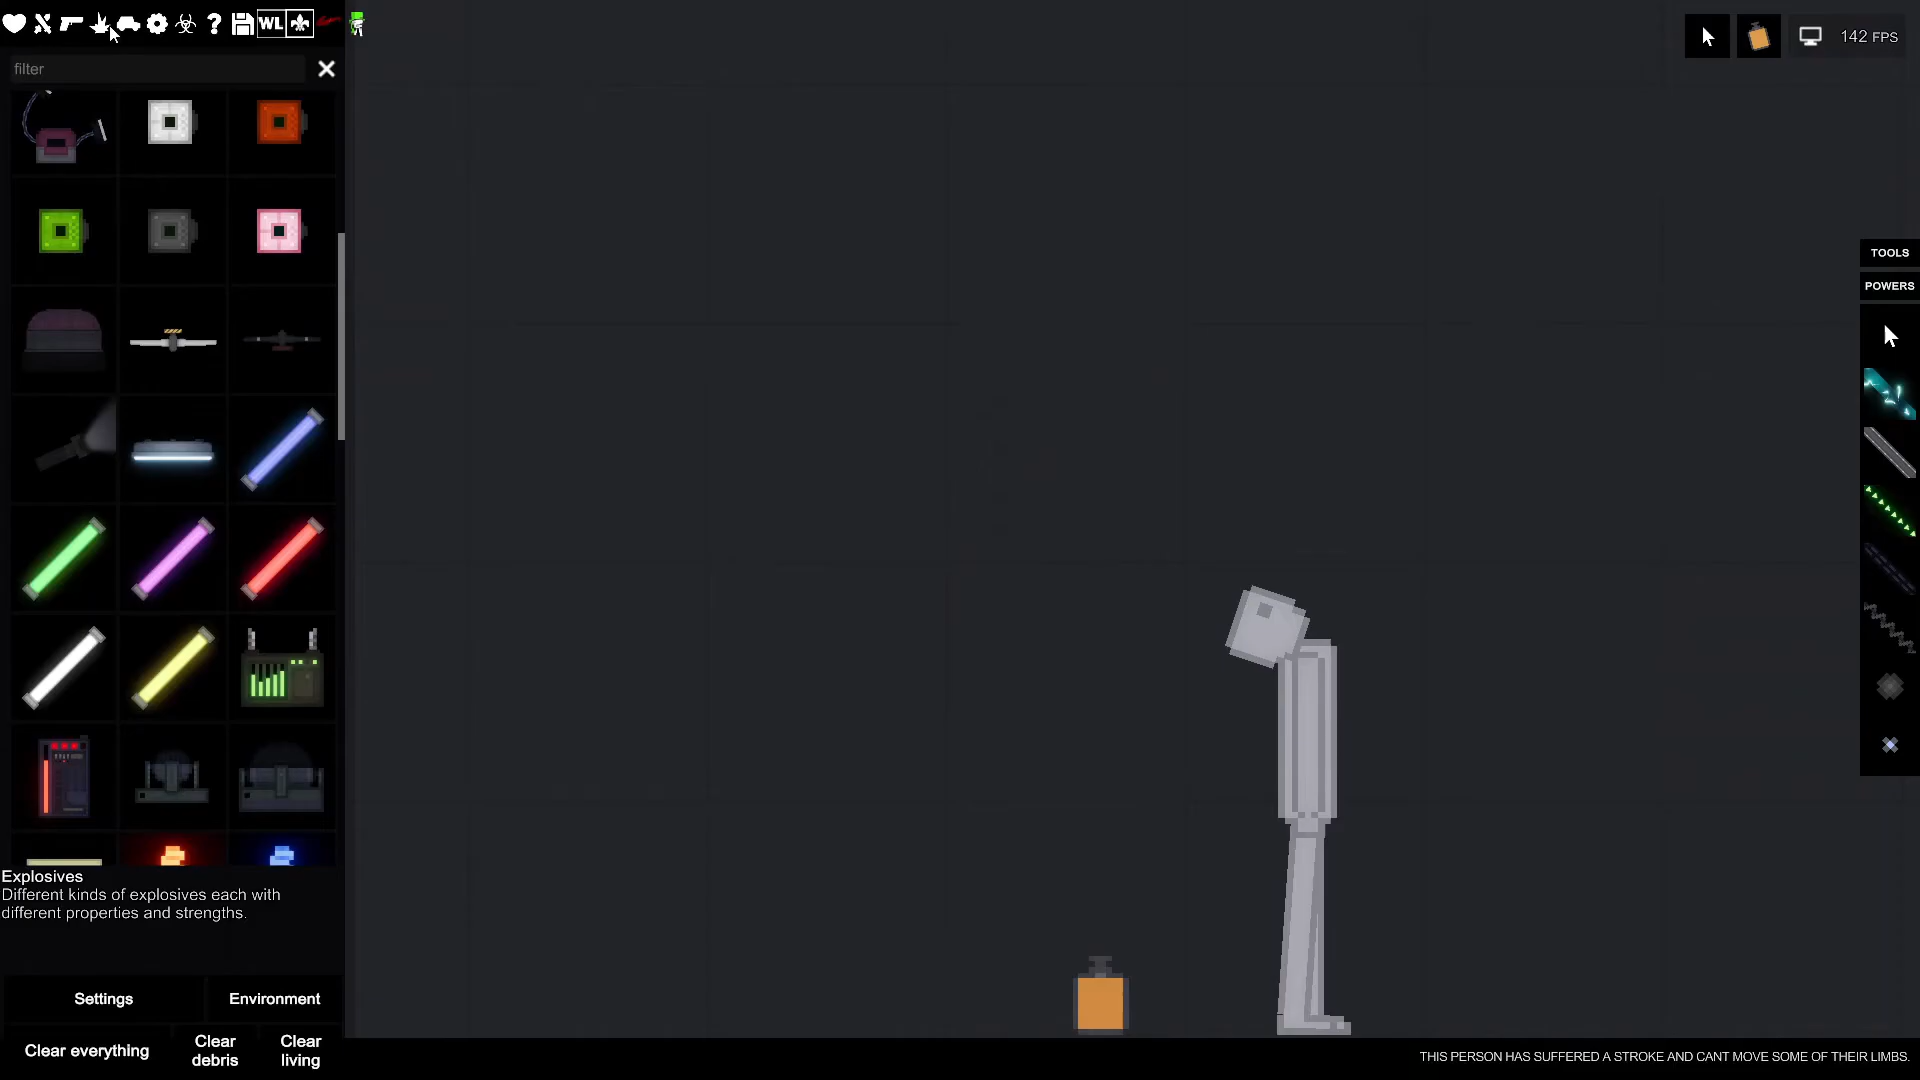 WL
142 FPS
filter
TOOLS
POWERS
Explosives
Different kinds of explosives each with
different properties and strengths.
Settings
Environment
Clear everything
Clear
debris
Clear
living
THIS PERSON HAS SUFFERED A STROKE AND CANT MOVE SOME OF THEIR LIMBS.